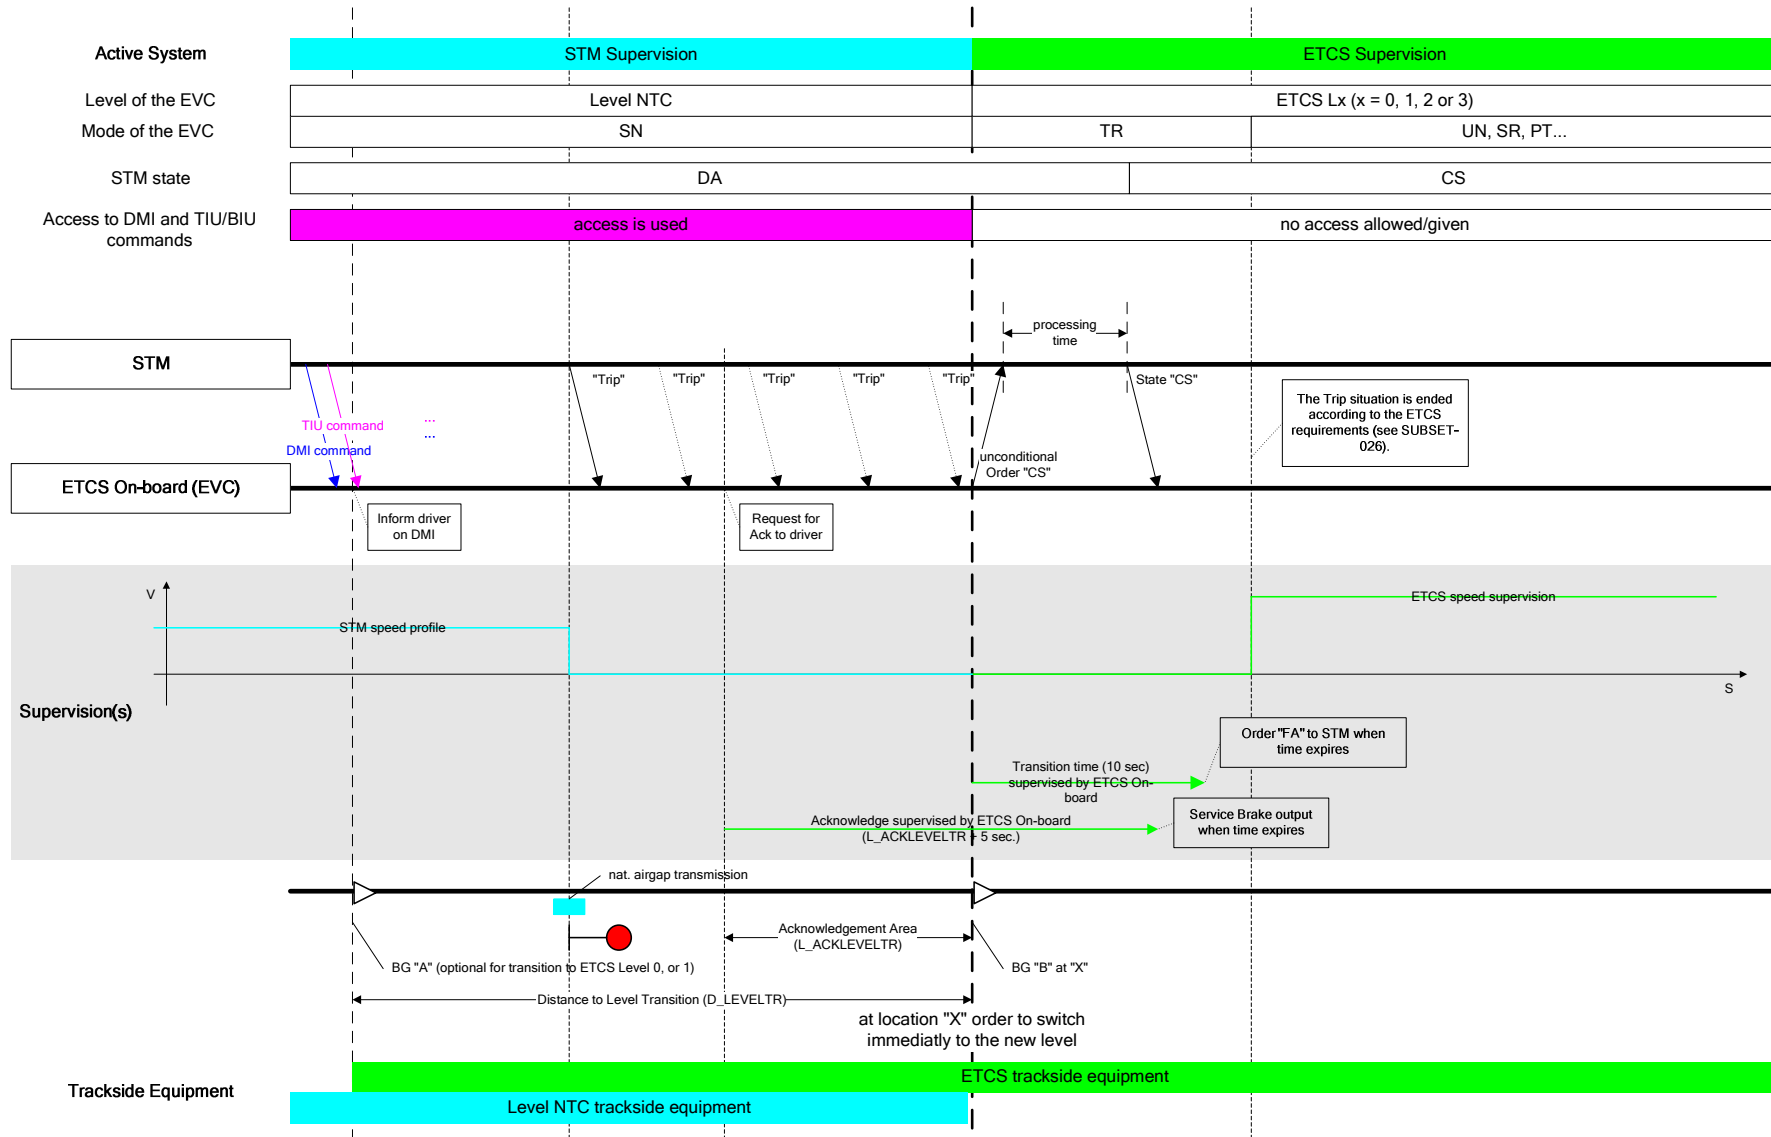 Active System
STM Supervision
ETCS Supervision
Level of the EVC
Level NTC
ETCS Lx (x = 0, 1, 2 or 3)
Mode of the EVC
SN
TR
UN, SR, PT...
STM state
DA
CS
Access to DMI and TIU/BIU
commands
access is used
no access allowed/given
processing
time
STM
"Trip"
"Trip"
"Trip"
"Trip"
"Trip"
State "CS"
The Trip situation is ended
according to the ETCS
requirements (see SUBSET-
026).
TIU command
...
...
DMI command
unconditional
Order "CS"
ETCS On-board (EVC)
Inform driver
on DMI
Request for
Ack to driver
V
STM speed profile
ETCS speed supervision
S
Supervision(s)
Order "FA" to STM when
time expires
Transition time (10 sec)
supervised by ETCS On-
board
Acknowledge supervised by ETCS On-board
(L_ACKLEVELTR + 5 sec.)
Service Brake output
when time expires
nat. airgap transmission
Acknowledgement Area
(L_ACKLEVELTR)
BG "A" (optional for transition to ETCS Level 0, or 1)
BG "B" at "X"
Distance to Level Transition (D_LEVELTR)
at location "X" order to switch
immediatly to the new level
Trackside Equipment
ETCS trackside equipment
Level NTC trackside equipment